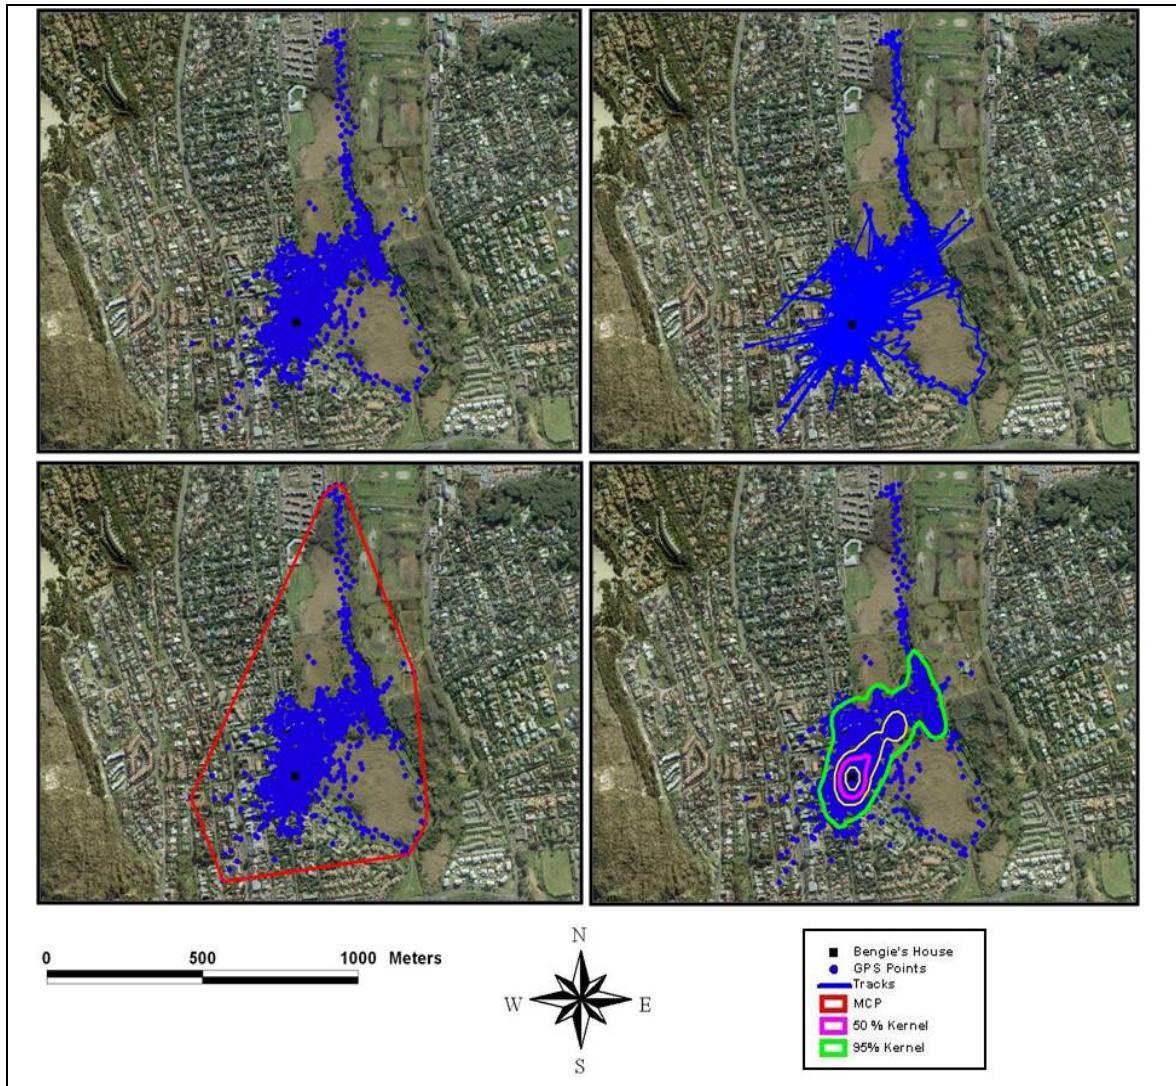 0 500 1000 Meters
N
W E
S
Bengie's House
GPS Points
Tracks
MCP
50 % Kernel
95% Kernel